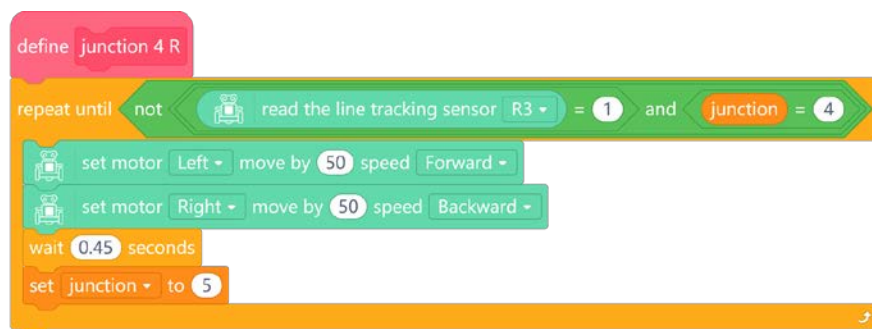 define junction 4 R
repeat until not read the line tracking sensor R3 = 1 and junction = 4
set motor Left move by 50 speed Forward
set motor Right move by 50 speed Backward
wait 0.45 seconds
set junction to 5